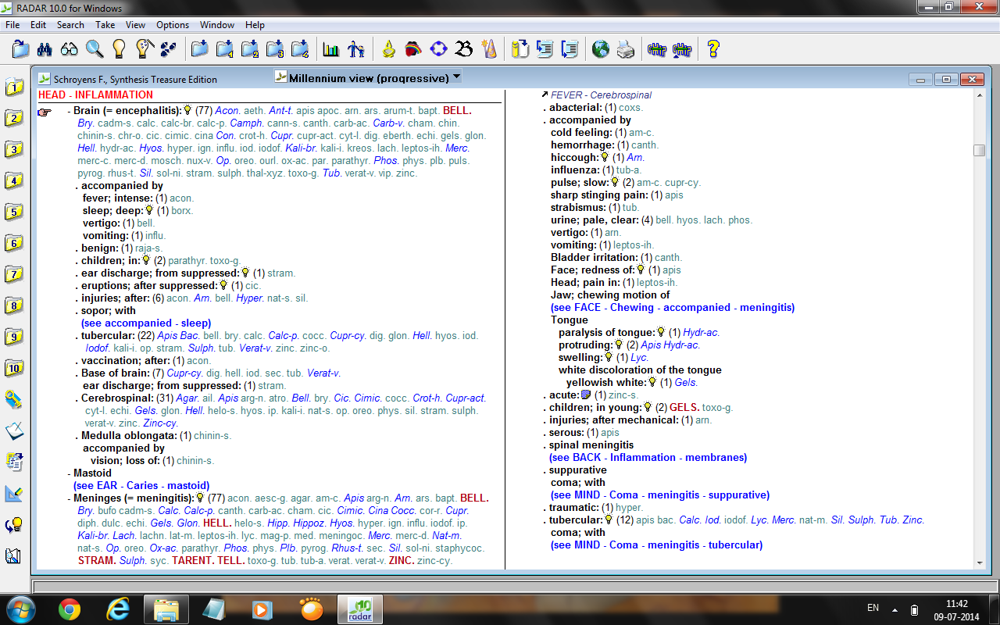 RADAR 10.0 for Windows
File Edit Search Take View Options Window Help
1 2 3 4
B
?
Schroyens F., Synthesis Treasure Edition
Millennium view (progressive)
1
2
3
4
5
6
7
8
9
10
HEAD - INFLAMMATION
- Brain (= encephalitis): (77) Acon. aeth. Ant-t. apis apoc. arn. ars. arum-t. bapt. BELL.
Bry. cadm-s. calc. calc-br. calc-p. Camph. cann-s. canth. carb-ac. Carb-v. cham. chin.
chinin-s. chr-o. cic. cimic. cina Con. crot-h. Cupr. cupr-act. cyt-l. dig. eberth. echi. gels. glon.
Hell. hydr-ac. Hyos. hyper. ign. influ. iod. iodof. Kali-br. kali-i. kreos. lach. leptos-ih. Merc.
merc-c. merc-d. mosch. nux-v. Op. oreo. ourl. ox-ac. par. parathyr. Phos. phys. plb. puls.
pyrog. rhus-t. Sil. sol-ni. stram. sulph. thal-xyz. toxo-g. Tub. verat-v. vip. zinc.
. accompanied by
fever; intense: (1) acon.
sleep; deep: (1) borx.
vertigo: (1) bell.
vomiting: (1) influ.
. benign: (1) raja-s.
. children; in: (2) parathyr. toxo-g.
. ear discharge; from suppressed: (1) stram.
. eruptions; after suppressed: (1) cic.
. injuries; after: (6) acon. Arn. bell. Hyper. nat-s. sil.
. sopor; with
(see accompanied - sleep)
. tubercular: (22) Apis Bac. bell. bry. calc. Calc-p. cocc. Cupr-cy. dig. glon. Hell. hyos. iod.
Iodof. kali-i. op. stram. Sulph. tub. Verat-v. zinc. zinc-o.
. vaccination; after: (1) acon.
. Base of brain: (7) Cupr-cy. dig. hell. iod. sec. tub. Verat-v.
ear discharge; from suppressed: (1) stram.
. Cerebrospinal: (31) Agar. ail. Apis arg-n. atro. Bell. bry. Cic. Cimic. cocc. Crot-h. Cupr-act.
cyt-l. echi. Gels. glon. Hell. helo-s. hyos. ip. kali-i. nat-s. op. oreo. phys. sil. stram. sulph.
verat-v. zinc. Zinc-cy.
. Medulla oblongata: (1) chinin-s.
accompanied by
vision; loss of: (1) chinin-s.
- Mastoid
(see EAR - Caries - mastoid)
- Meninges (= meningitis): (77) acon. aesc-g. agar. am-c. Apis arg-n. Arn. ars. bapt. BELL.
Bry. bufo cadm-s. Calc. Calc-p. canth. carb-ac. cham. cic. Cimic. Cina Cocc. cor-r. Cupr.
diph. dulc. echi. Gels. Glon. HELL. helo-s. Hipp. Hippoz. Hyos. hyper. ign. influ. iodof. ip.
Kali-br. Lach. lachn. lat-m. leptos-ih. lyc. mag-p. med. meningoc. Merc. merc-d. Nat-m.
nat-s. Op. oreo. Ox-ac. parathyr. Phos. phys. Plb. pyrog. Rhus-t. sec. Sil. sol-ni. staphycoc.
STRAM. Sulph. syc. TARENT. TELL. toxo-g. tub. tub-a. verat. verat-v. ZINC. zinc-cy.
FEVER - Cerebrospinal
. abacterial: (1) coxs.
. accompanied by
cold feeling: (1) am-c.
hemorrhage: (1) canth.
hiccough: (1) Arn.
influenza: (1) tub-a.
pulse; slow: (2) am-c. cupr-cy.
sharp stinging pain: (1) apis
strabismus: (1) tub.
urine; pale, clear: (4) bell. hyos. lach. phos.
vertigo: (1) arn.
vomiting: (1) leptos-ih.
Bladder irritation: (1) canth.
Face; redness of: (1) apis
Head; pain in: (1) leptos-ih.
Jaw; chewing motion of
(see FACE - Chewing - accompanied - meningitis)
Tongue
paralysis of tongue: (1) Hydr-ac.
protruding: (2) Apis Hydr-ac.
swelling: (1) Lyc.
white discoloration of the tongue
yellowish white: (1) Gels.
. acute: (1) zinc-s.
. children; in young: (2) GELS. toxo-g.
. injuries; after mechanical: (1) arn.
. serous: (1) apis
. spinal meningitis
(see BACK - Inflammation - membranes)
. suppurative
coma; with
(see MIND - Coma - meningitis - suppurative)
. traumatic: (1) hyper.
. tubercular: (12) apis bac. Calc. Iod. iodof. Lyc. Merc. nat-m. Sil. Sulph. Tub. Zinc.
coma; with
(see MIND - Coma - meningitis - tubercular)
10
radar
EN
11:42
09-07-2014